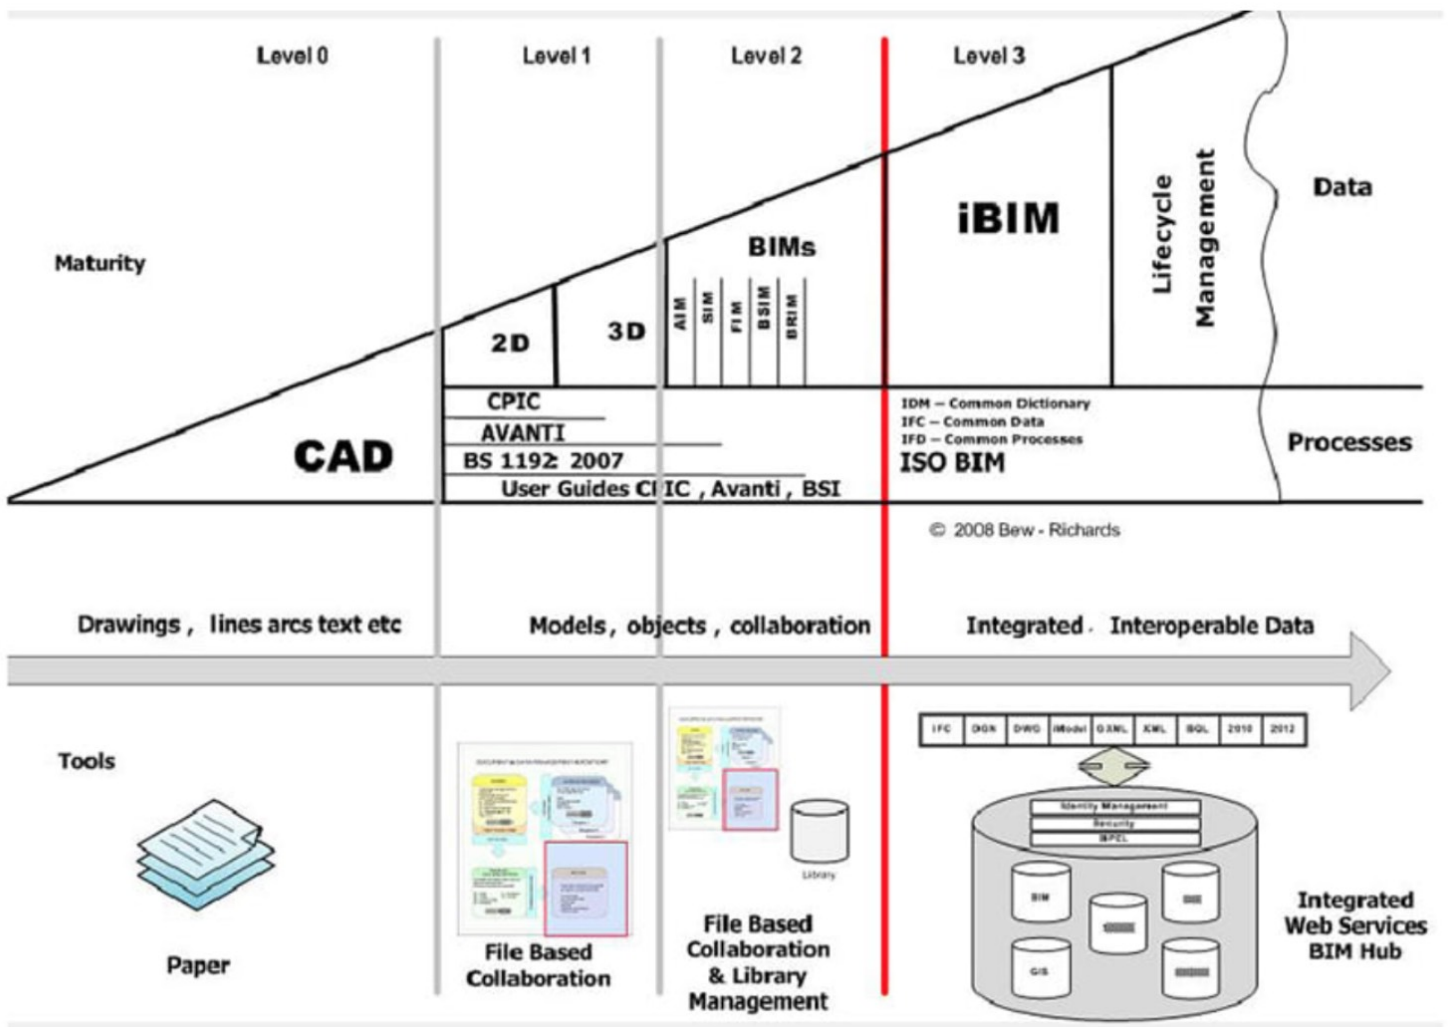 Level 0
Level 1
Level 2
Level 3
Maturity
2D
3D
BIMs
AIM
SIM
FIM
BSIM
BRIM
iBIM
Lifecycle
Management
Data
CAD
CPIC
AVANTI
BS 1192: 2007
User Guides CPIC , Avanti , BSI
IDM – Common Dictionary
IFC – Common Data
IFD – Common Processes
ISO BIM
Processes
© 2008 Bew - Richards
Drawings , lines arcs text etc
Models , objects , collaboration
Integrated , Interoperable Data
Tools
Paper
File Based
Collaboration
Library
File Based
Collaboration
& Library
Management
IFC DGN DWG iModel GXML XML SQL 2010 2012
Identity Management
Security
BPEL
BIM
GIS
Integrated
Web Services
BIM Hub